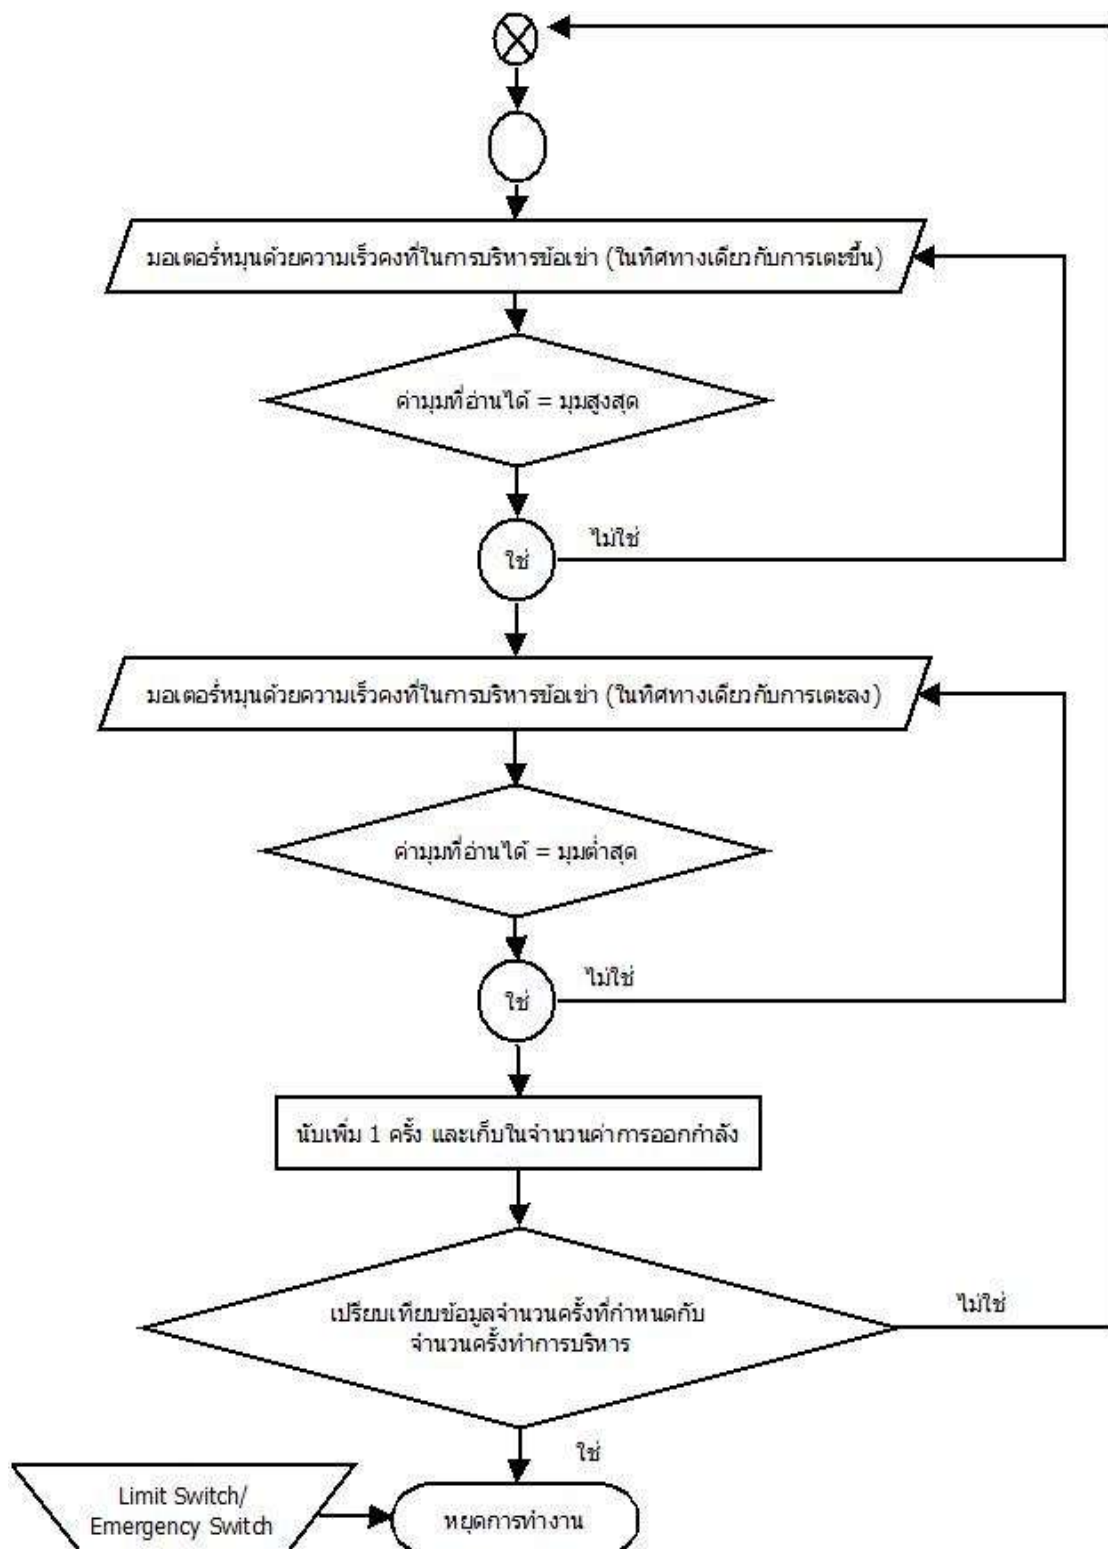 มอเตอร์หมุนด้วยความเร็วคงที่ในการบริหารข้อเข่า (ในทิศทางเดียวกับการเตะขึ้น)
ค่ามุมที่อ่านได้ = มุมสูงสุด
ใช่
ไม่ใช่
มอเตอร์หมุนด้วยความเร็วคงที่ในการบริหารข้อเข่า (ในทิศทางเดียวกับการเตะลง)
ค่ามุมที่อ่านได้ = มุมต่ำสุด
ใช่
ไม่ใช่
นับเพิ่ม 1 ครั้ง และเก็บในจำนวนค่าการออกกำลัง
เปรียบเทียบข้อมูลจำนวนครั้งที่กำหนดกับ
จำนวนครั้งทำการบริหาร
ไม่ใช่
ใช่
Limit Switch/
Emergency Switch
หยุดการทำงาน